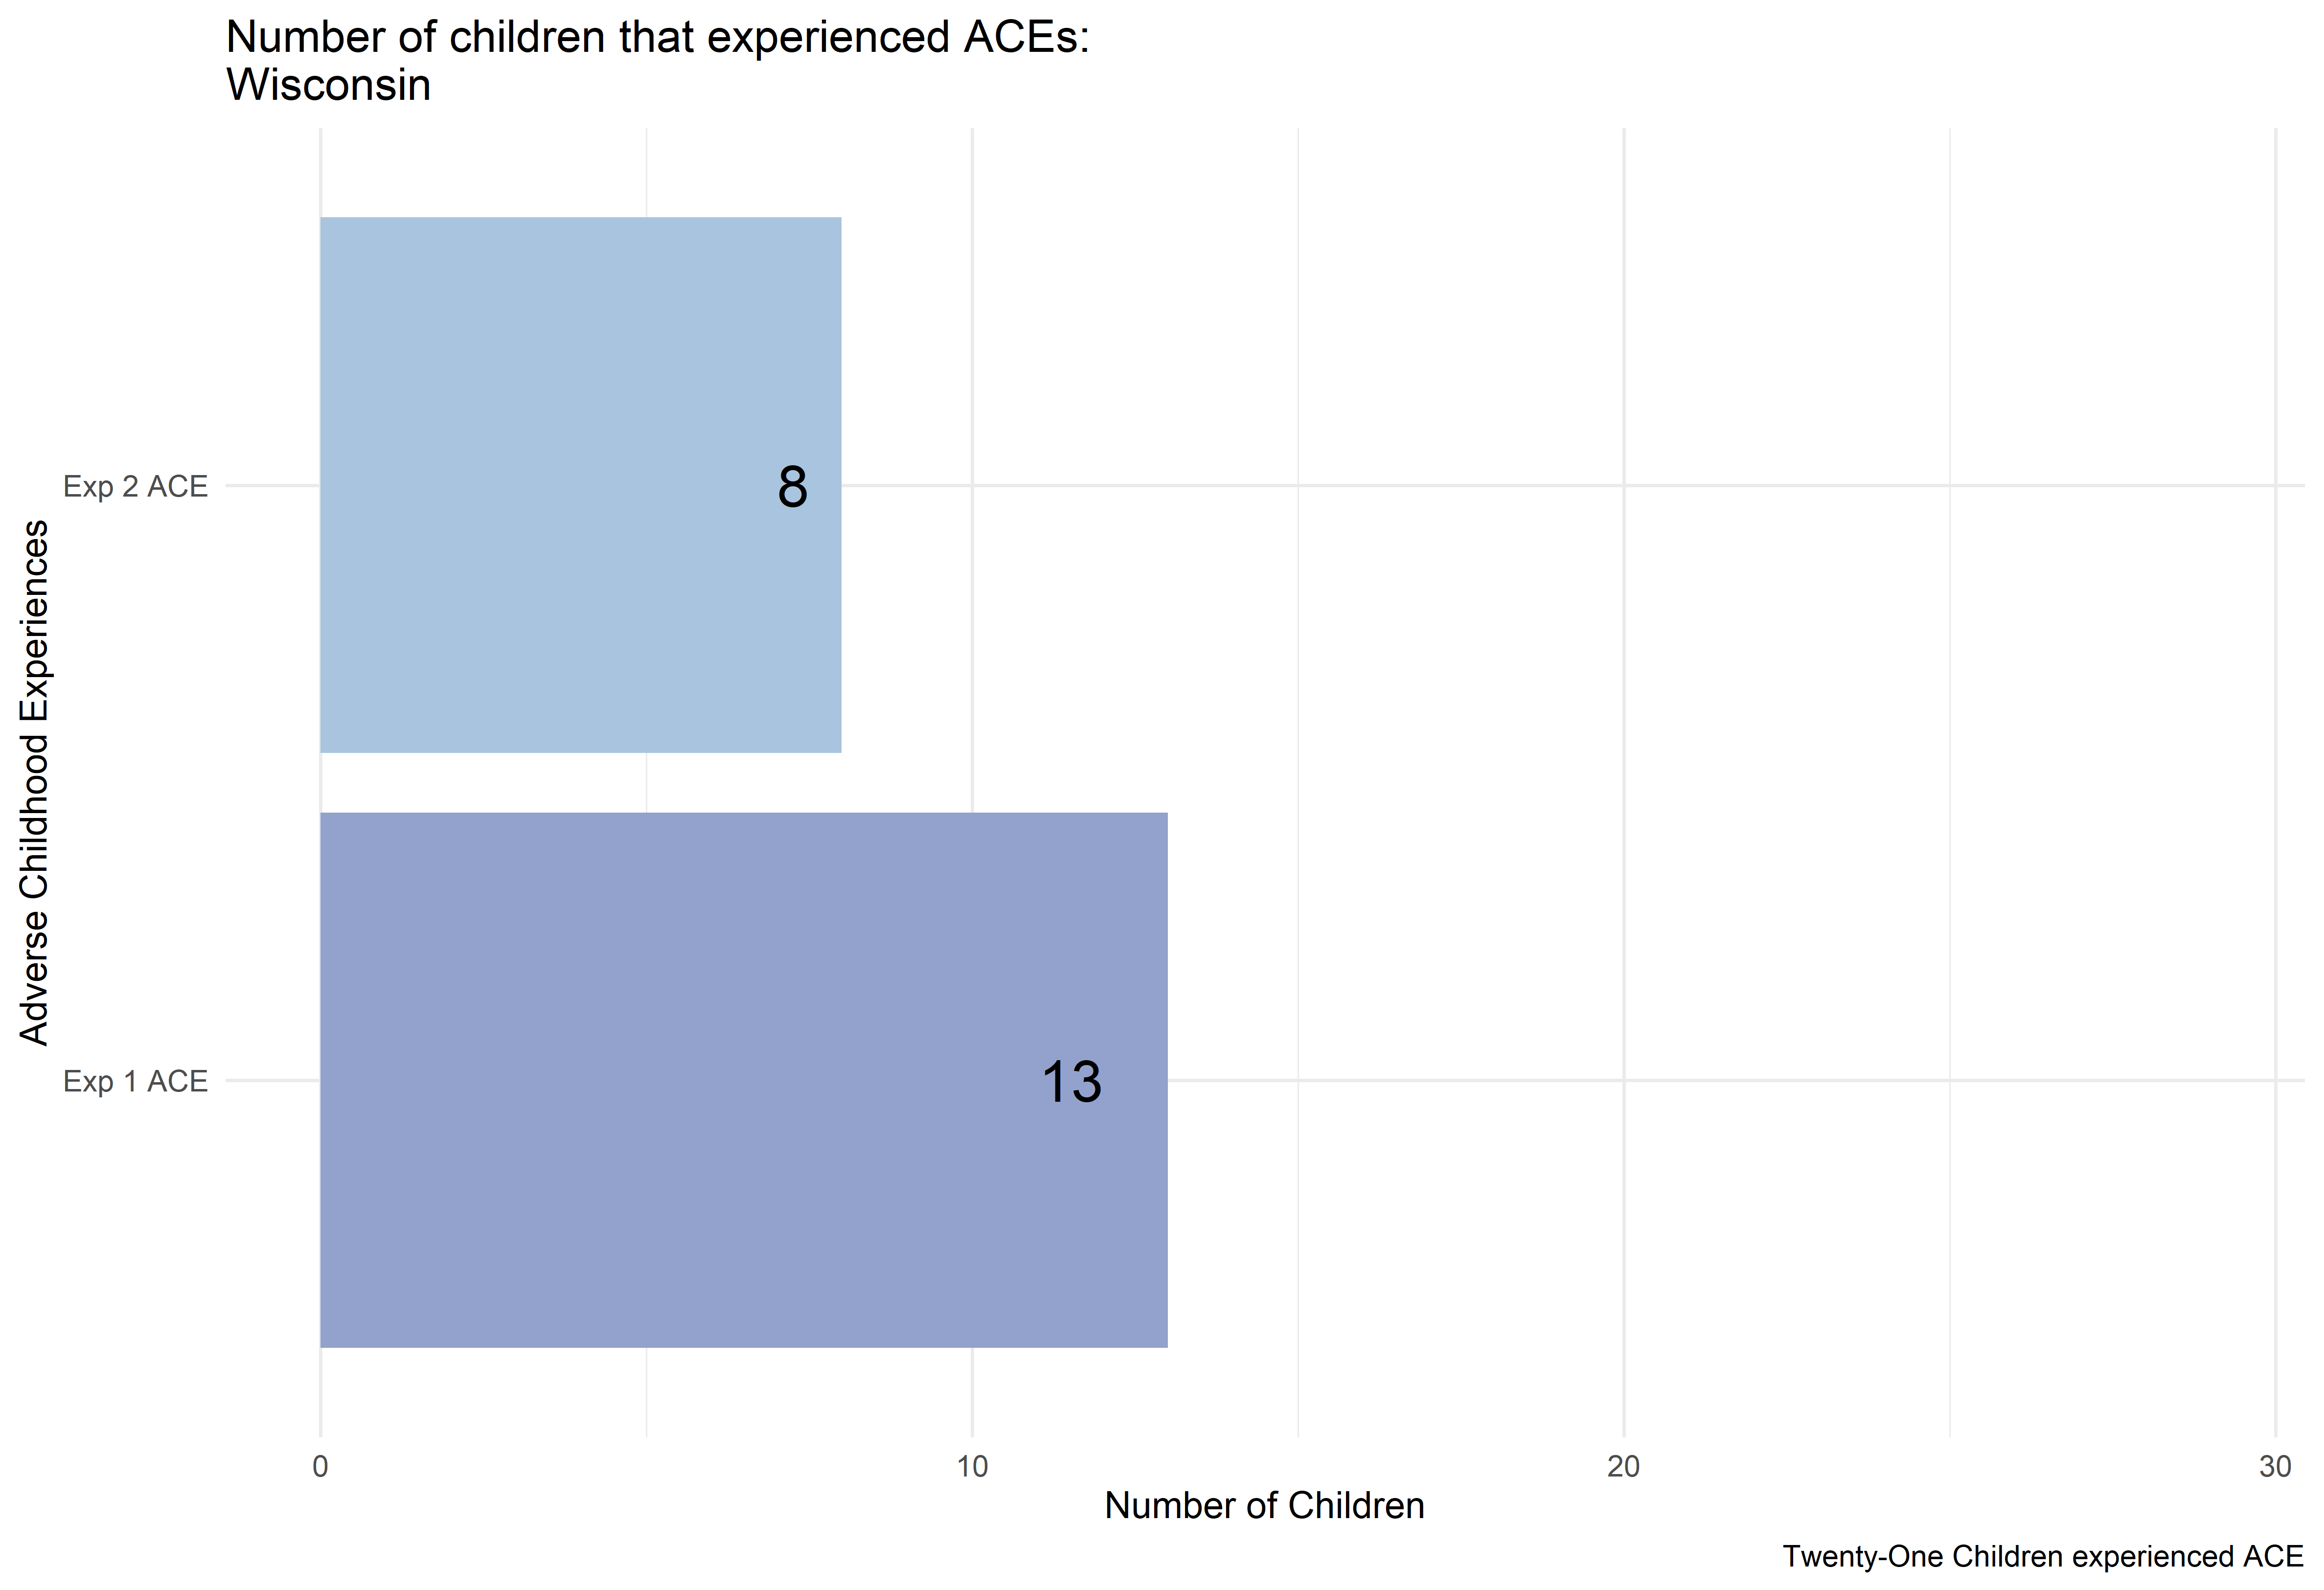 Number of children that experienced ACEs:
Wisconsin
Adverse Childhood Experiences
Exp 2 ACE
8
Exp 1 ACE
13
0
10
20
30
Number of Children
Twenty-One Children experienced ACE